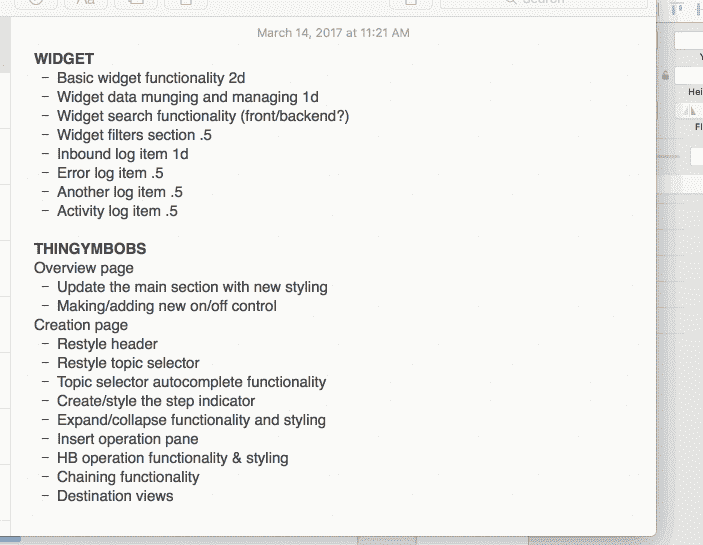 Search
March 14, 2017 at 11:21 AM
WIDGET
– Basic widget functionality 2d
– Widget data munging and managing 1d
– Widget search functionality (front/backend?)
– Widget filters section .5
– Inbound log item 1d
– Error log item .5
– Another log item .5
– Activity log item .5
THINGYMBOBS
Overview page
– Update the main section with new styling
– Making/adding new on/off control
Creation page
– Restyle header
– Restyle topic selector
– Topic selector autocomplete functionality
– Create/style the step indicator
– Expand/collapse functionality and styling
– Insert operation pane
– HB operation functionality & styling
– Chaining functionality
– Destination views